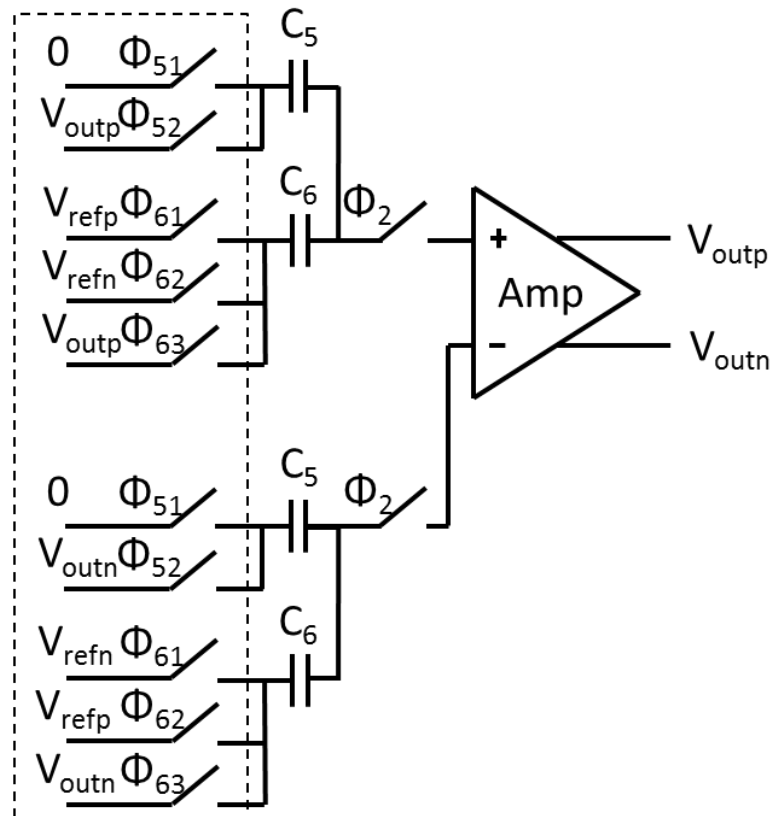 C5
0 Φ51
Voutp Φ52
C6
Vrefp Φ61
Φ2
Vrefn Φ62
Voutp Φ63
+
-
Amp
Voutp
Voutn
C5
0 Φ51
Φ2
Voutn Φ52
C6
Vrefn Φ61
Vrefp Φ62
Voutn Φ63